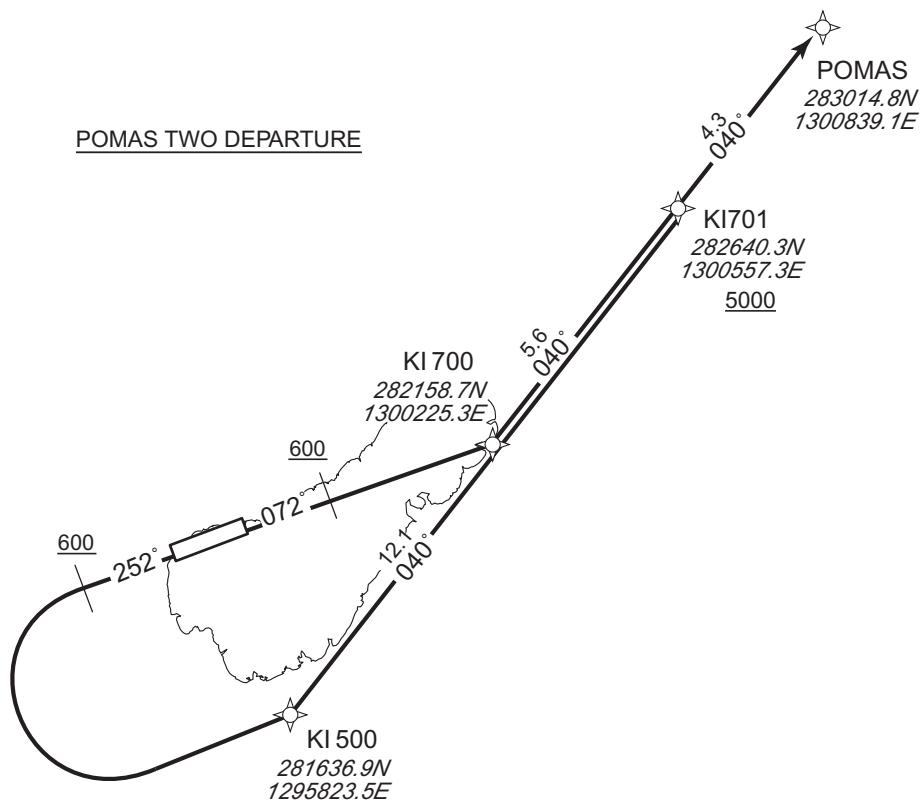 POMAS
283014.8N
1300839.1E
POMAS TWO DEPARTURE
4.3
040°
KI701
282640.3N
1300557.3E
5000
5.6
040°
KI 700
282158.7N
1300225.3E
600
072°
600
252°
12.1
040°
KI 500
281636.9N
1295823.5E